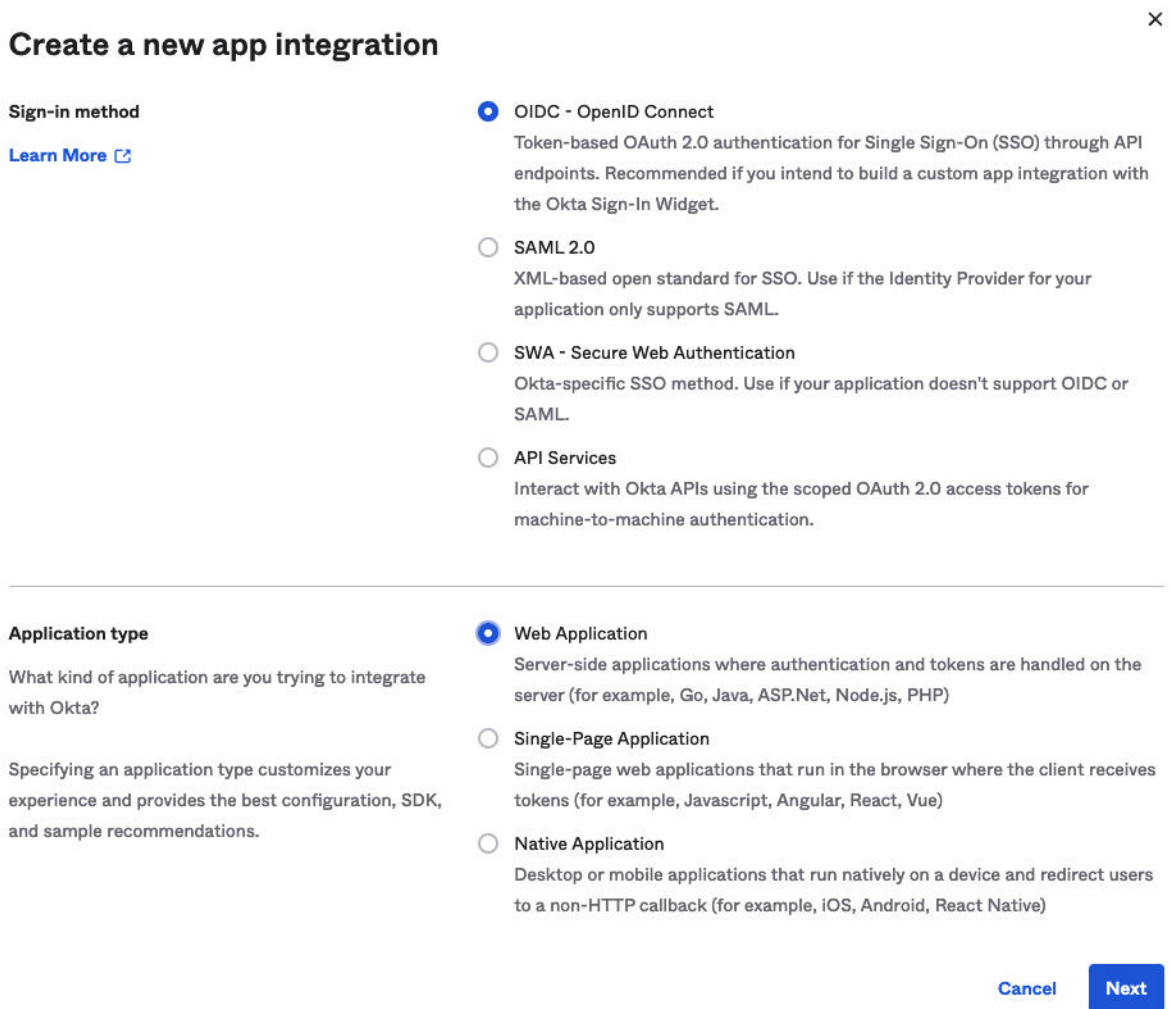 Create a new app integration
Sign-in method
Learn More
OIDC - OpenID Connect
Token-based OAuth 2.0 authentication for Single Sign-On (SSO) through API
endpoints. Recommended if you intend to build a custom app integration with
the Okta Sign-In Widget.
SAML 2.0
XML-based open standard for SSO. Use if the Identity Provider for your
application only supports SAML.
SWA - Secure Web Authentication
Okta-specific SSO method. Use if your application doesn't support OIDC or
SAML.
API Services
Interact with Okta APIs using the scoped OAuth 2.0 access tokens for
machine-to-machine authentication.
Application type
What kind of application are you trying to integrate
with Okta?
Specifying an application type customizes your
experience and provides the best configuration, SDK,
and sample recommendations.
Web Application
Server-side applications where authentication and tokens are handled on the
server (for example, Go, Java, ASP.Net, Node.js, PHP)
Single-Page Application
Single-page web applications that run in the browser where the client receives
tokens (for example, Javascript, Angular, React, Vue)
Native Application
Desktop or mobile applications that run natively on a device and redirect users
to a non-HTTP callback (for example, iOS, Android, React Native)
Cancel
Next